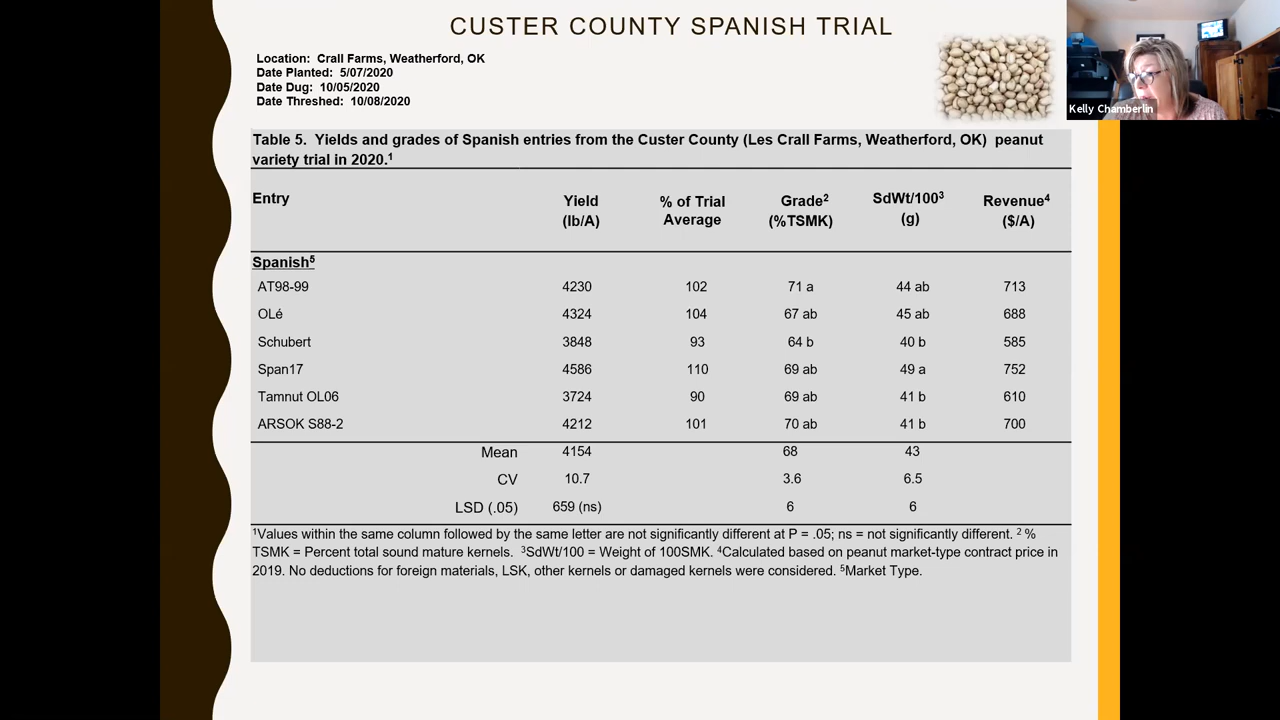 CUSTER COUNTY SPANISH TRIAL
Location: Crall Farms, Weatherford, OK
Date Planted: 5/07/2020
Date Dug: 10/05/2020
Date Threshed: 10/08/2020
Kelly Chamberlin
Table 5. Yields and grades of Spanish entries from the Custer County (Les Crall Farms, Weatherford, OK) peanut
variety trial in 2020.¹
Entry Yield (lb/A) % of Trial Average Grade² (%TSMK) SdWt/100³ (g) Revenue⁴ ($/A)
Spanish⁵
AT98-99 4230 102 71 a 44 ab 713
OLé 4324 104 67 ab 45 ab 688
Schubert 3848 93 64 b 40 b 585
Span17 4586 110 69 ab 49 a 752
Tamnut OL06 3724 90 69 ab 41 b 610
ARSOK S88-2 4212 101 70 ab 41 b 700
Mean 4154 68 43
CV 10.7 3.6 6.5
LSD (.05) 659 (ns) 6 6
¹Values within the same column followed by the same letter are not significantly different at P = .05; ns = not significantly different. ² %
TSMK = Percent total sound mature kernels. ³SdWt/100 = Weight of 100SMK. ⁴Calculated based on peanut market-type contract price in
2019. No deductions for foreign materials, LSK, other kernels or damaged kernels were considered. ⁵Market Type.